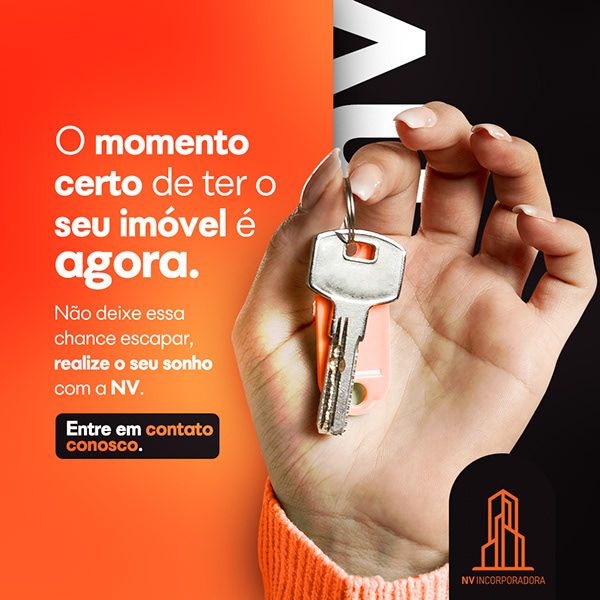 O momento
certo de ter o
seu imóvel é
agora.
Não deixe essa
chance escapar,
realize o seu sonho
com a NV.
Entre em contato
conosco.
NV INCORPORADORA